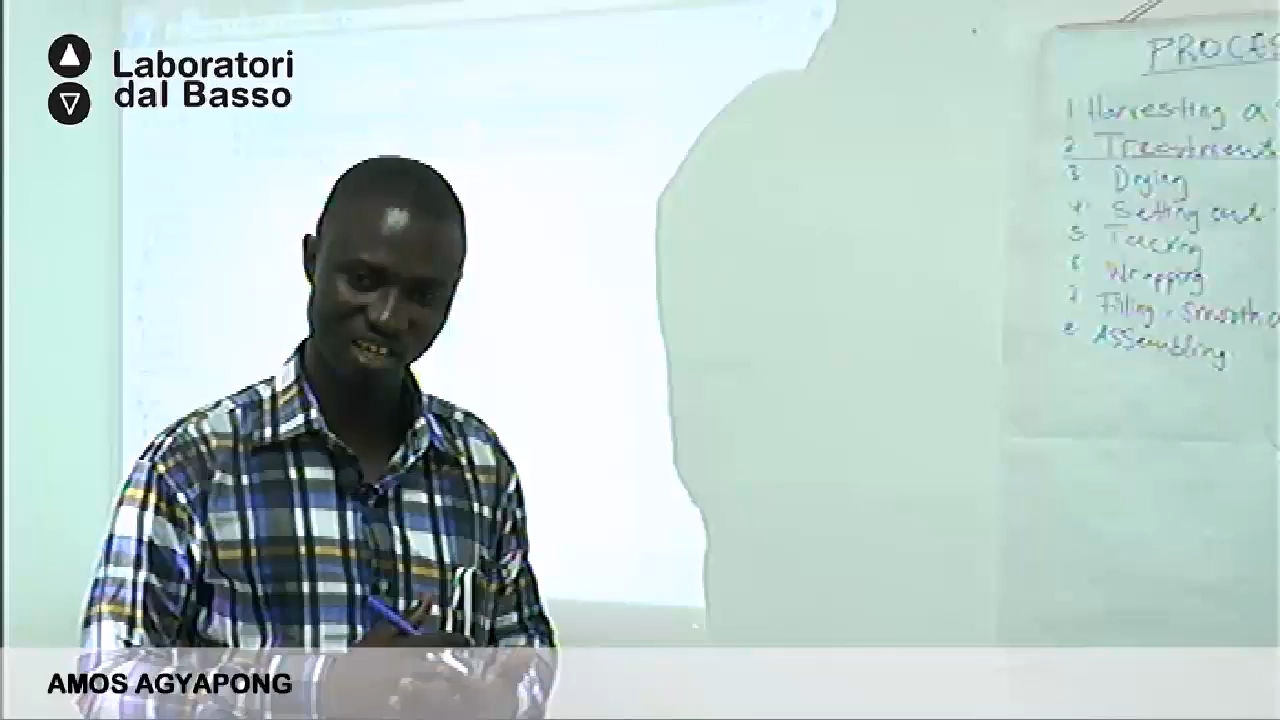 Laboratori
dal Basso
PROCES
1 Harvesting a
2 Treatment
3 Drying
4 Setting and
5 Tacking
6 Wrapping
7 Filing, Smooth
8 Assembling
AMOS AGYAPONG